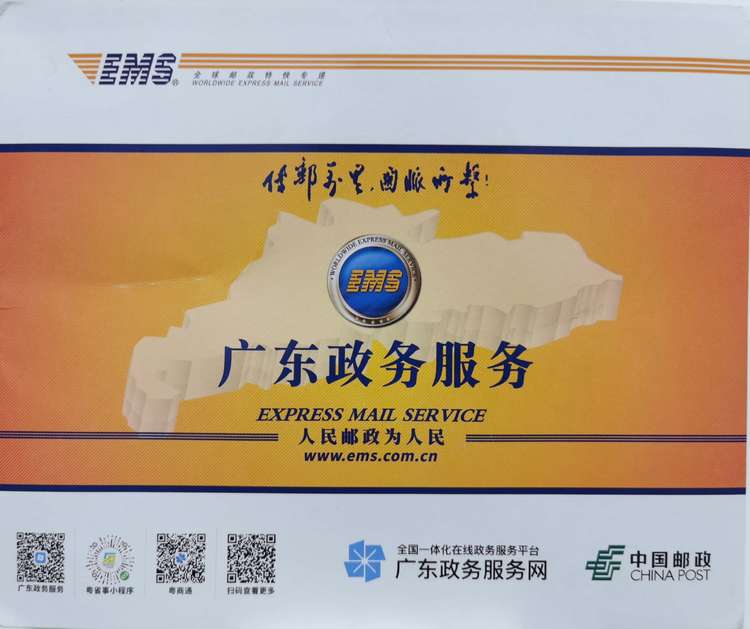 EMS
全球邮政特快专递
WORLDWIDE EXPRESS MAIL SERVICE
传邮万里,国脉所系!
WORLDWIDE EXPRESS MAIL SERVICE
EMS
广东政务服务
EXPRESS MAIL SERVICE
人民邮政为人民
www.ems.com.cn
广东政务服务
粤省事小程序
粤商通
扫码查看更多
全国一体化在线政务服务平台
广东政务服务网
中国邮政
CHINA POST